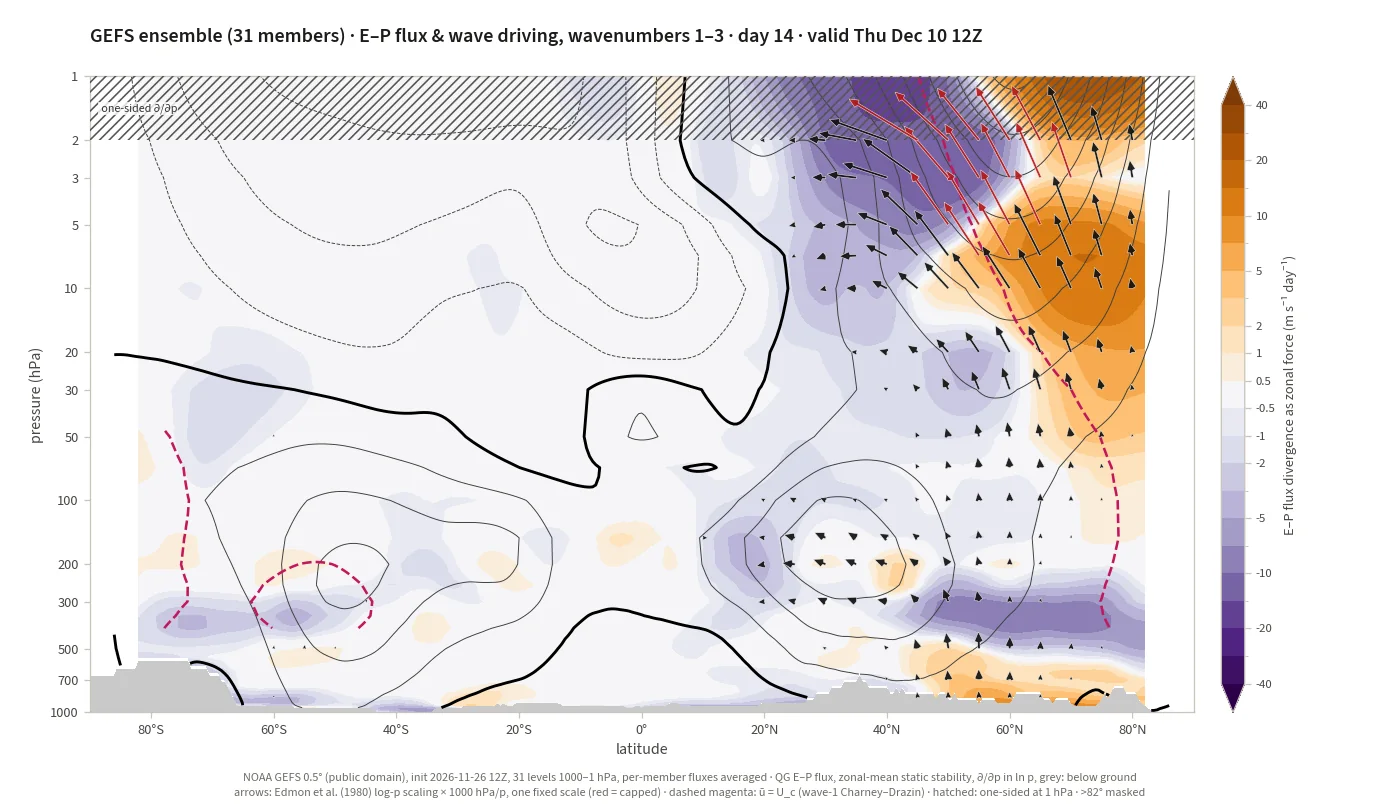 GEFS ensemble (31 members) · E–P flux & wave driving, wavenumbers 1–3 · day 14 · valid Thu Dec 10 12Z
one-sided ∂/∂p
pressure (hPa)
1
2
3
5
10
20
30
50
100
200
300
500
700
1000
80°S
60°S
40°S
20°S
0°
20°N
40°N
60°N
80°N
latitude
40
20
10
5
2
1
0.5
-0.5
-1
-2
-5
-10
-20
-40
E–P flux divergence as zonal force (m s⁻¹ day⁻¹)
NOAA GEFS 0.5° (public domain), init 2026-11-26 12Z, 31 levels 1000–1 hPa, per-member fluxes averaged · QG E–P flux, zonal-mean static stability, ∂/∂p in ln p, grey: below ground
arrows: Edmon et al. (1980) log-p scaling × 1000 hPa/p, one fixed scale (red = capped) · dashed magenta: ū = U_c (wave-1 Charney–Drazin) · hatched: one-sided at 1 hPa · >82° masked